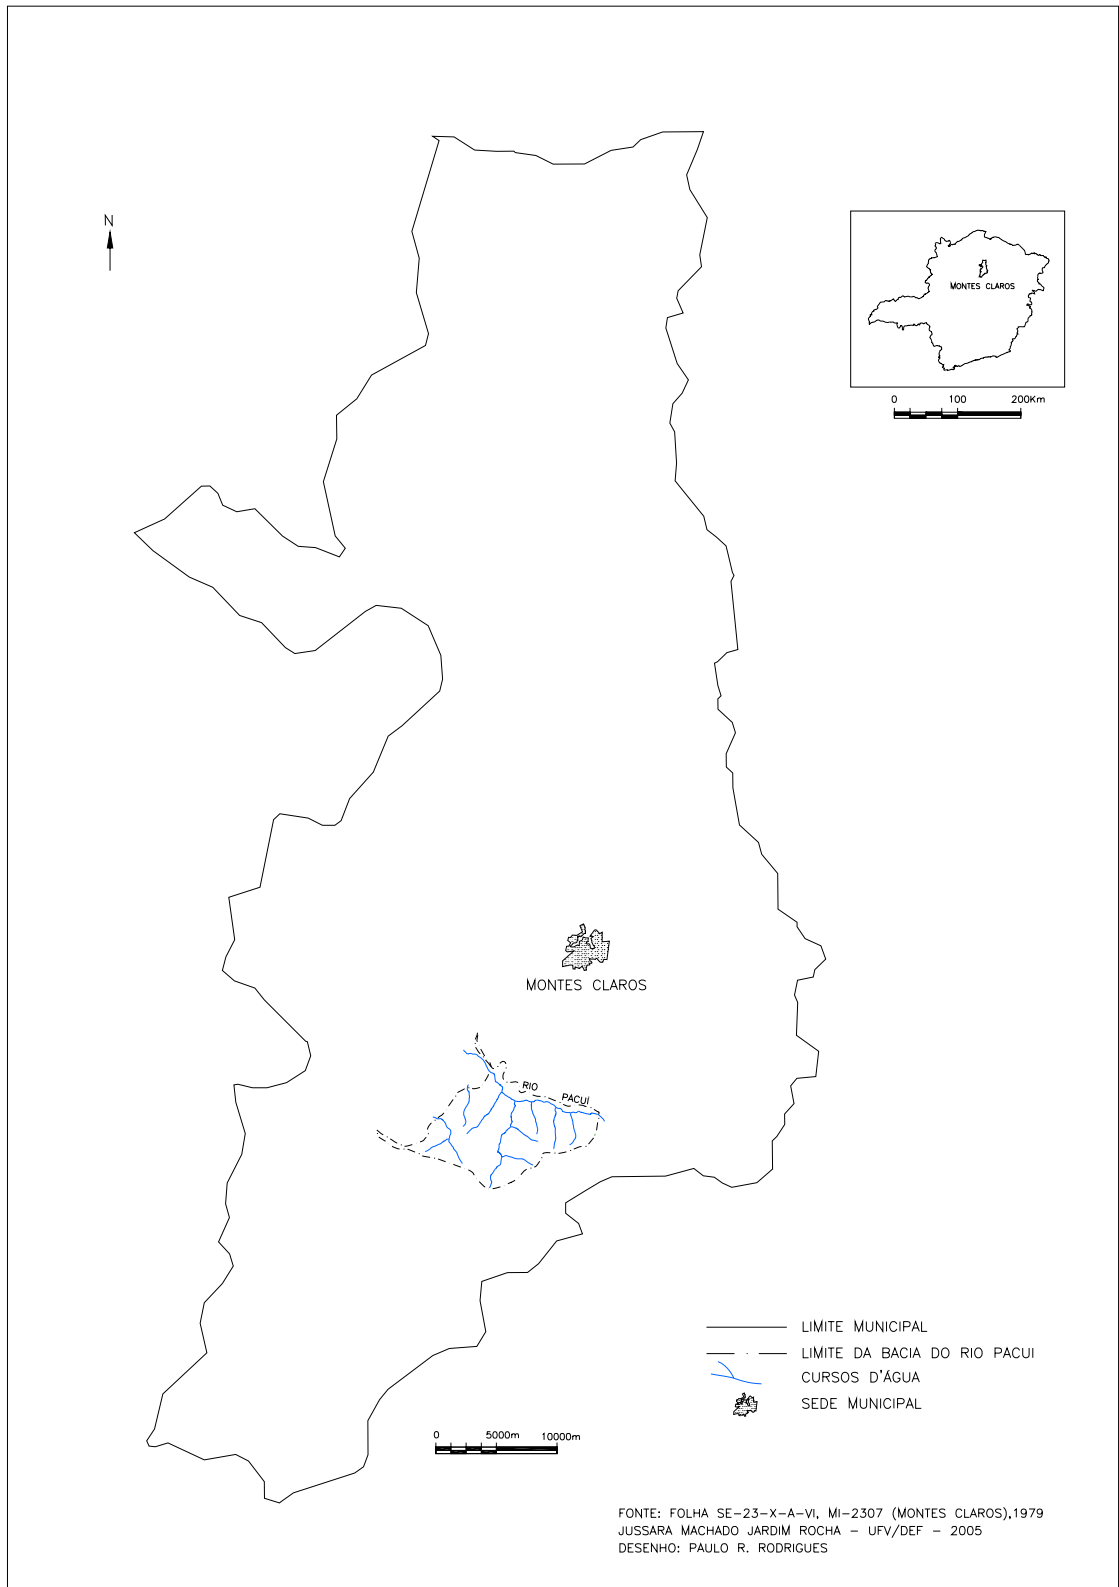 N
MONTES CLAROS
0 100 200Km
MONTES CLAROS
RIO PACUÍ
LIMITE MUNICIPAL
LIMITE DA BACIA DO RIO PACUI
CURSOS D'ÁGUA
SEDE MUNICIPAL
0 5000m 10000m
FONTE: FOLHA SE-23-X-A-VI, MI-2307 (MONTES CLAROS),1979
JUSSARA MACHADO JARDIM ROCHA - UFV/DEF - 2005
DESENHO: PAULO R. RODRIGUES